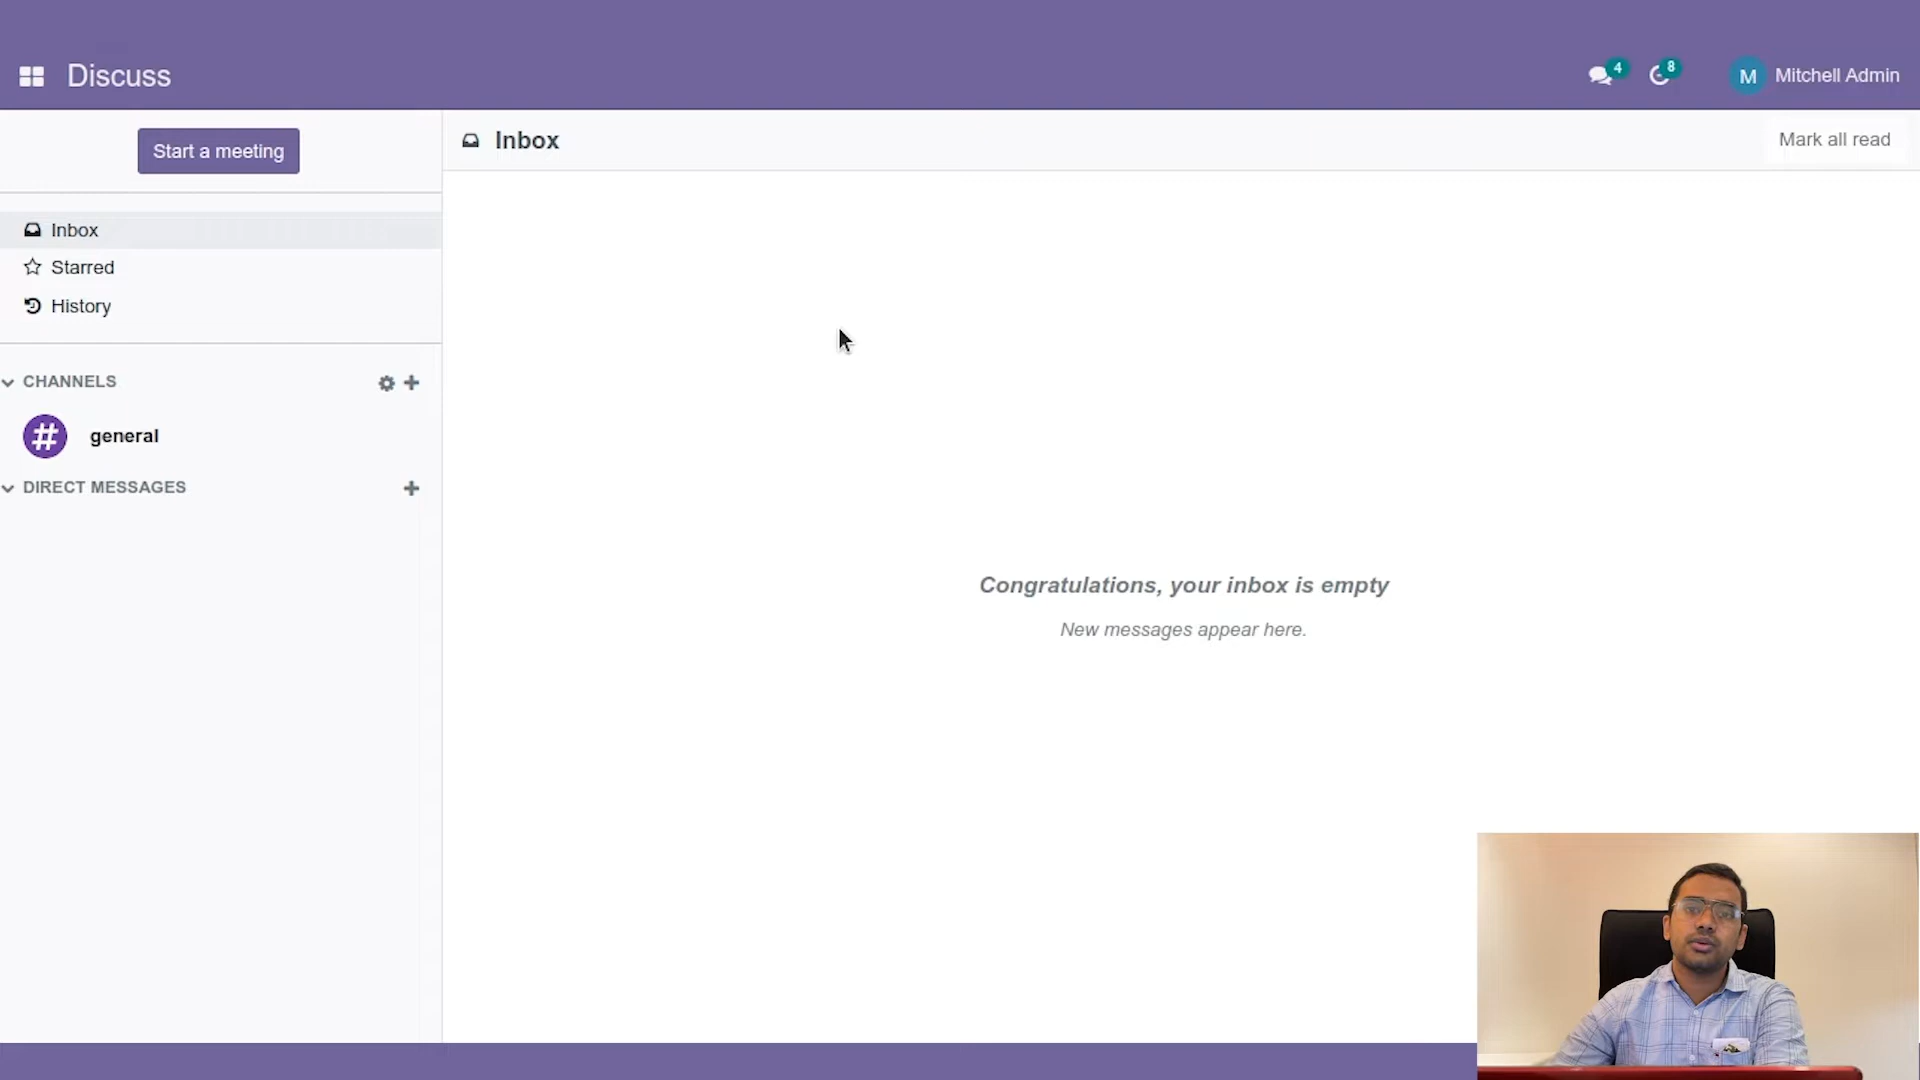 Discuss
4
8
M
Mitchell Admin
Start a meeting
Inbox
Mark all read
Inbox
Starred
History
CHANNELS
#
general
DIRECT MESSAGES
Congratulations, your inbox is empty
New messages appear here.